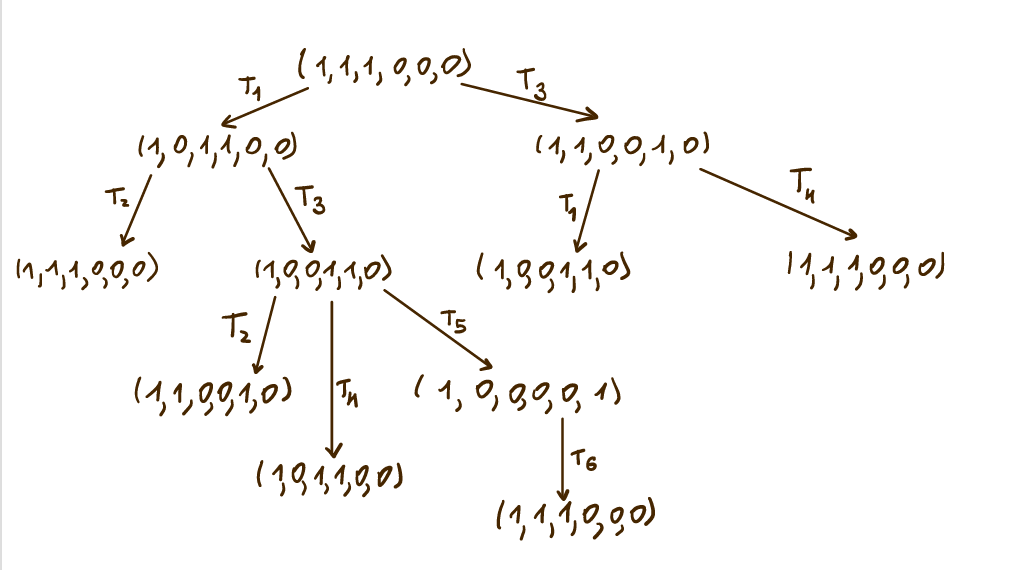 (1,1,1,0,0,0)
T1 T3
(1,0,1,1,0,0) (1,1,0,0,1,0)
T2 T3 T1 T4
(1,1,1,0,0,0) (1,0,0,1,1,0) (1,0,0,1,1,0) (1,1,1,0,0,0)
T2 T4 T5
(1,1,0,0,1,0) (1,0,0,0,0,1)
(1,0,1,1,0,0) T6
(1,1,1,0,0,0)